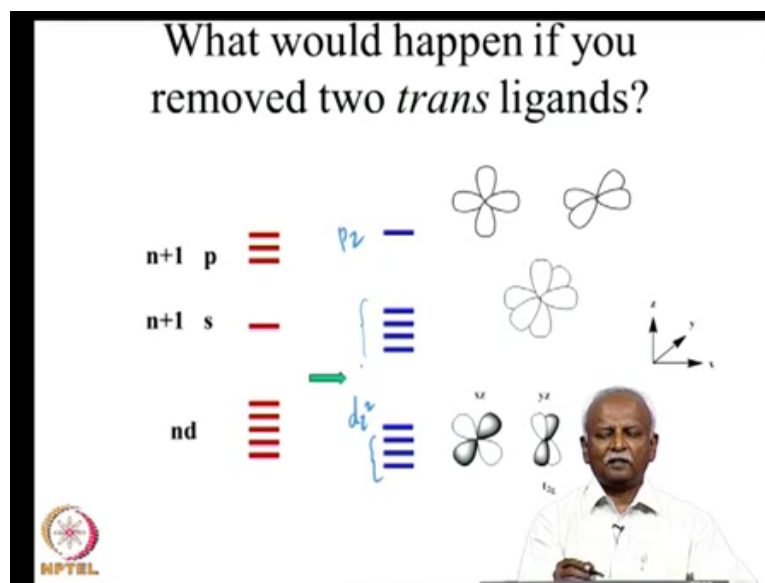 What would happen if you
removed two trans ligands?
n+1 p
n+1 s
nd
pz
dz²
z
y
x
xz
yz
t2g
NPTEL